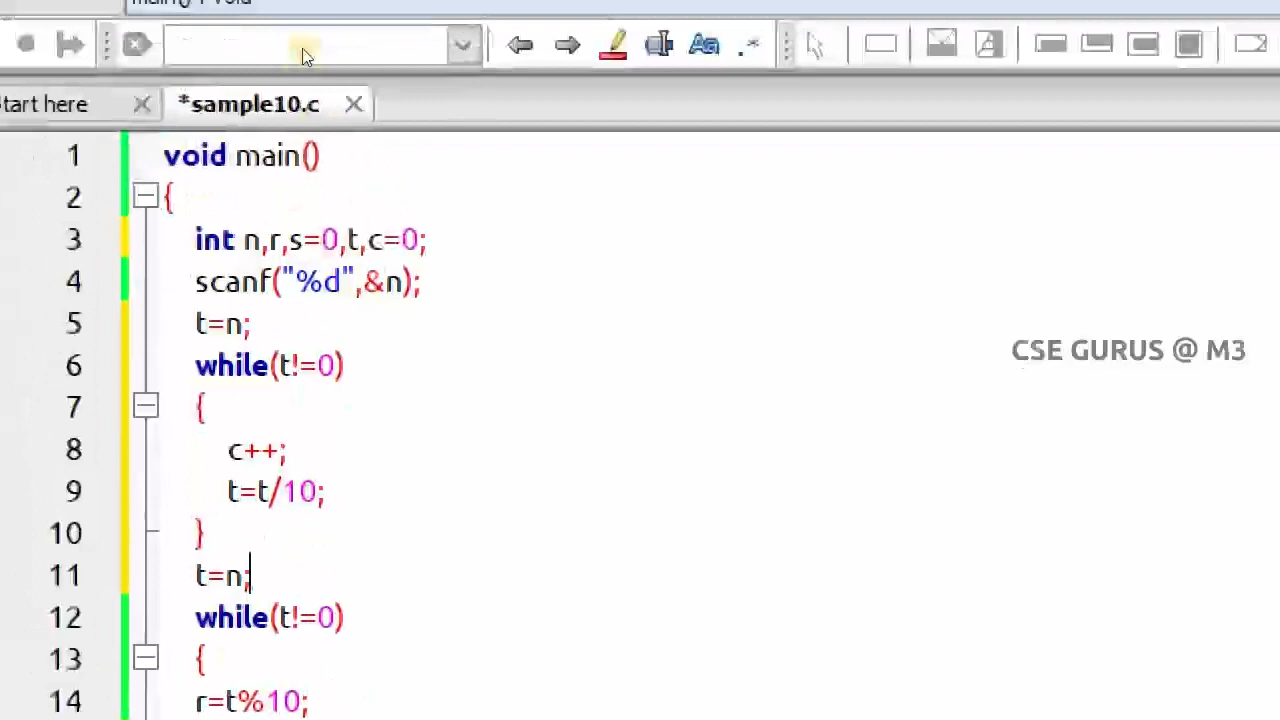 tart here
*sample10.c
1 void main()
2 {
3 int n,r,s=0,t,c=0;
4 scanf("%d",&n);
5 t=n;
6 while(t!=0)
7 {
8 c++;
9 t=t/10;
10 }
11 t=n;
12 while(t!=0)
13 {
14 r=t%10;
CSE GURUS @ M3